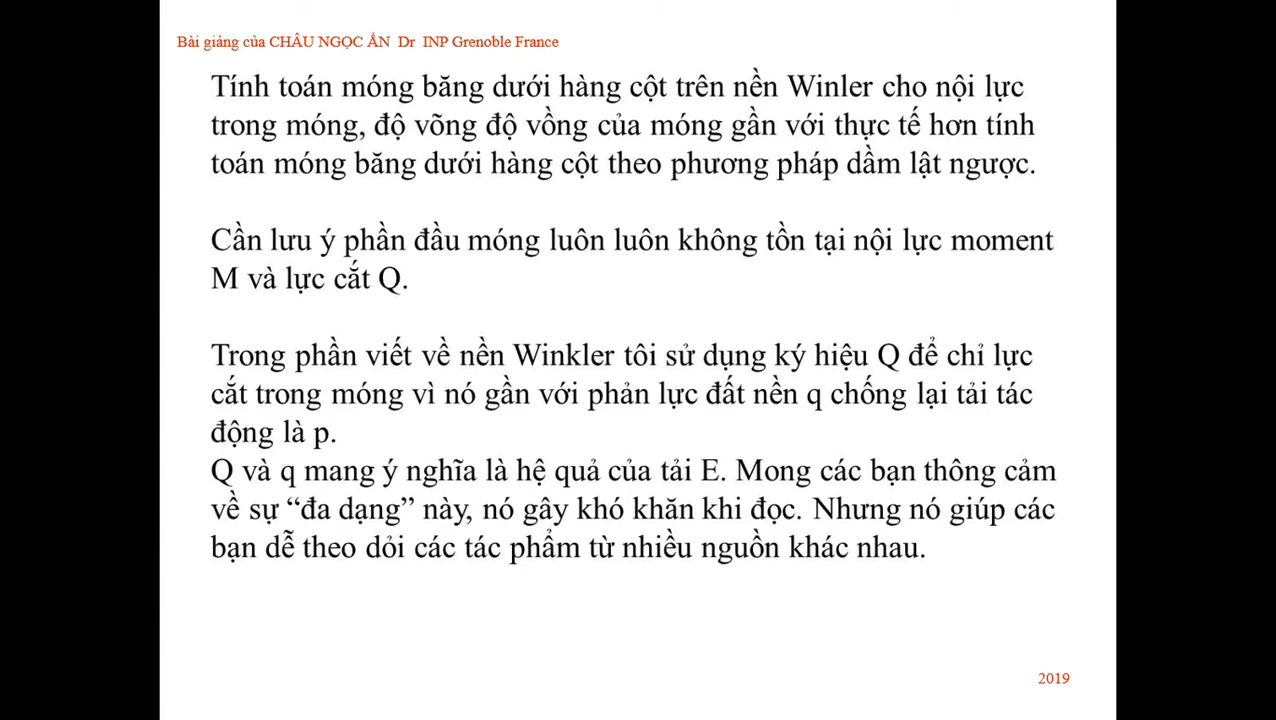 Bài giảng của CHÂU NGỌC ẨN Dr INP Grenoble France
Tính toán móng băng dưới hàng cột trên nền Winler cho nội lực
trong móng, độ võng độ vồng của móng gần với thực tế hơn tính
toán móng băng dưới hàng cột theo phương pháp dầm lật ngược.
Cần lưu ý phần đầu móng luôn luôn không tồn tại nội lực moment
M và lực cắt Q.
Trong phần viết về nền Winkler tôi sử dụng ký hiệu Q để chỉ lực
cắt trong móng vì nó gần với phản lực đất nền q chống lại tải tác
động là p.
Q và q mang ý nghĩa là hệ quả của tải E. Mong các bạn thông cảm
về sự “đa dạng” này, nó gây khó khăn khi đọc. Nhưng nó giúp các
bạn dễ theo dỏi các tác phẩm từ nhiều nguồn khác nhau.
2019